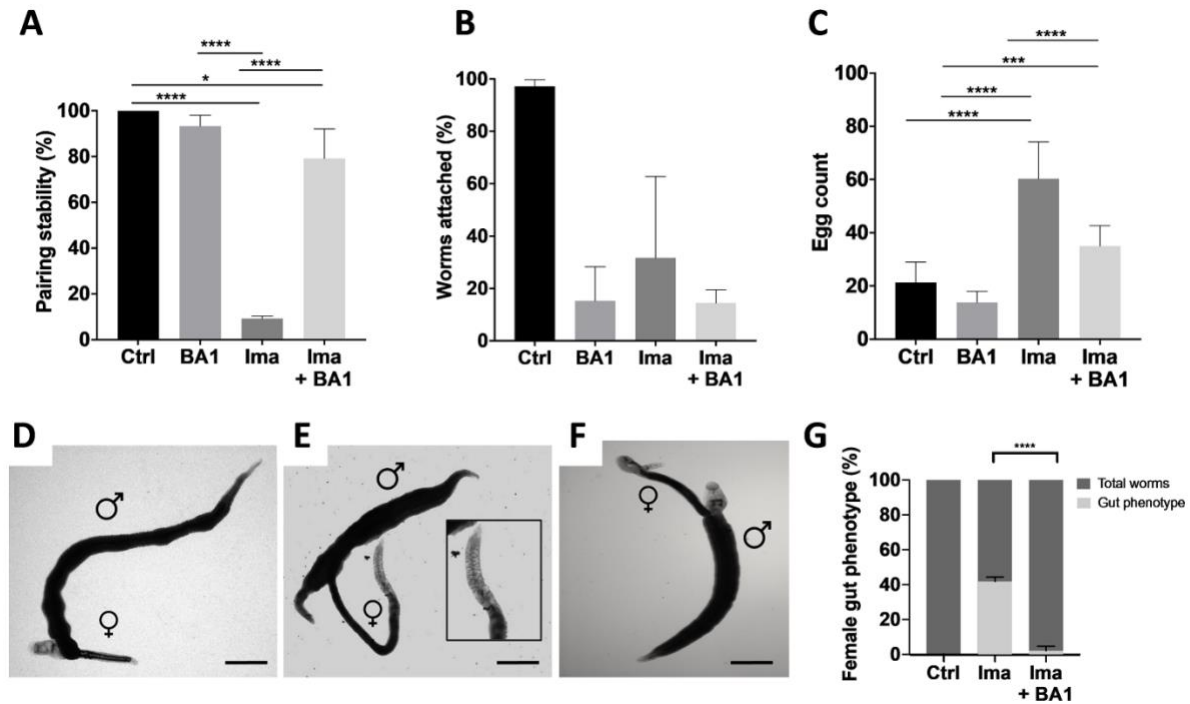 A
Pairing stability (%)
100
80
60
40
20
0
****
****
*
****
Ctrl BA1 Ima Ima + BA1
B
Worms attached (%)
100
80
60
40
20
0
Ctrl BA1 Ima Ima + BA1
C
Egg count
100
80
60
40
20
0
****
***
****
****
Ctrl BA1 Ima Ima + BA1
D
♂
♀
E
♂
♀
F
♀
♂
G
Female gut phenotype (%)
100
80
60
40
20
0
****
Total worms
Gut phenotype
Ctrl Ima Ima + BA1